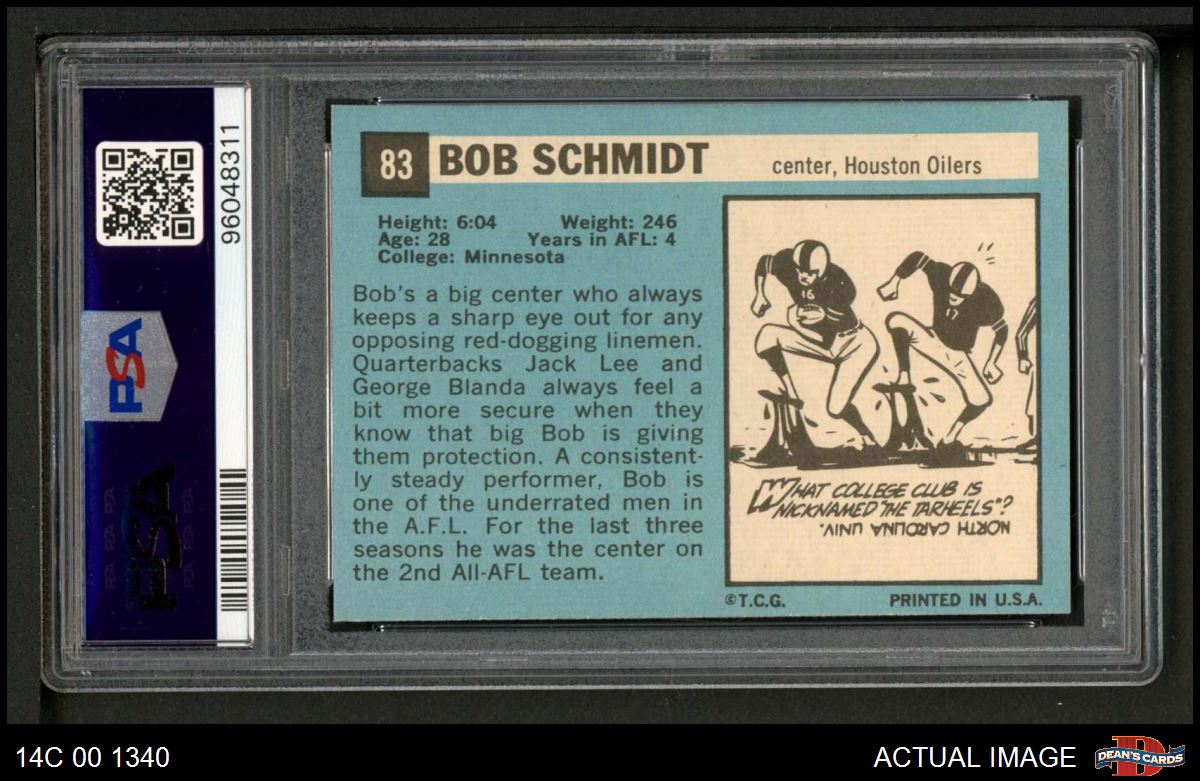 96048311
PSA
PSA
83 BOB SCHMIDT center, Houston Oilers
Height: 6:04 Weight: 246
Age: 28 Years in AFL: 4
College: Minnesota
Bob's a big center who always
keeps a sharp eye out for any
opposing red-dogging linemen.
Quarterbacks Jack Lee and
George Blanda always feel a
bit more secure when they
know that big Bob is giving
them protection. A consistent-
ly steady performer, Bob is
one of the underrated men in
the A.F.L. For the last three
seasons he was the center on
the 2nd All-AFL team.
16
17
WHAT COLLEGE CLUB IS
NICKNAMED THE TARHEELS"?
NORTH CAROLINA UNIV.
©T.C.G. PRINTED IN U.S.A.
14C 00 1340
ACTUAL IMAGE
D
DEAN'S CARDS